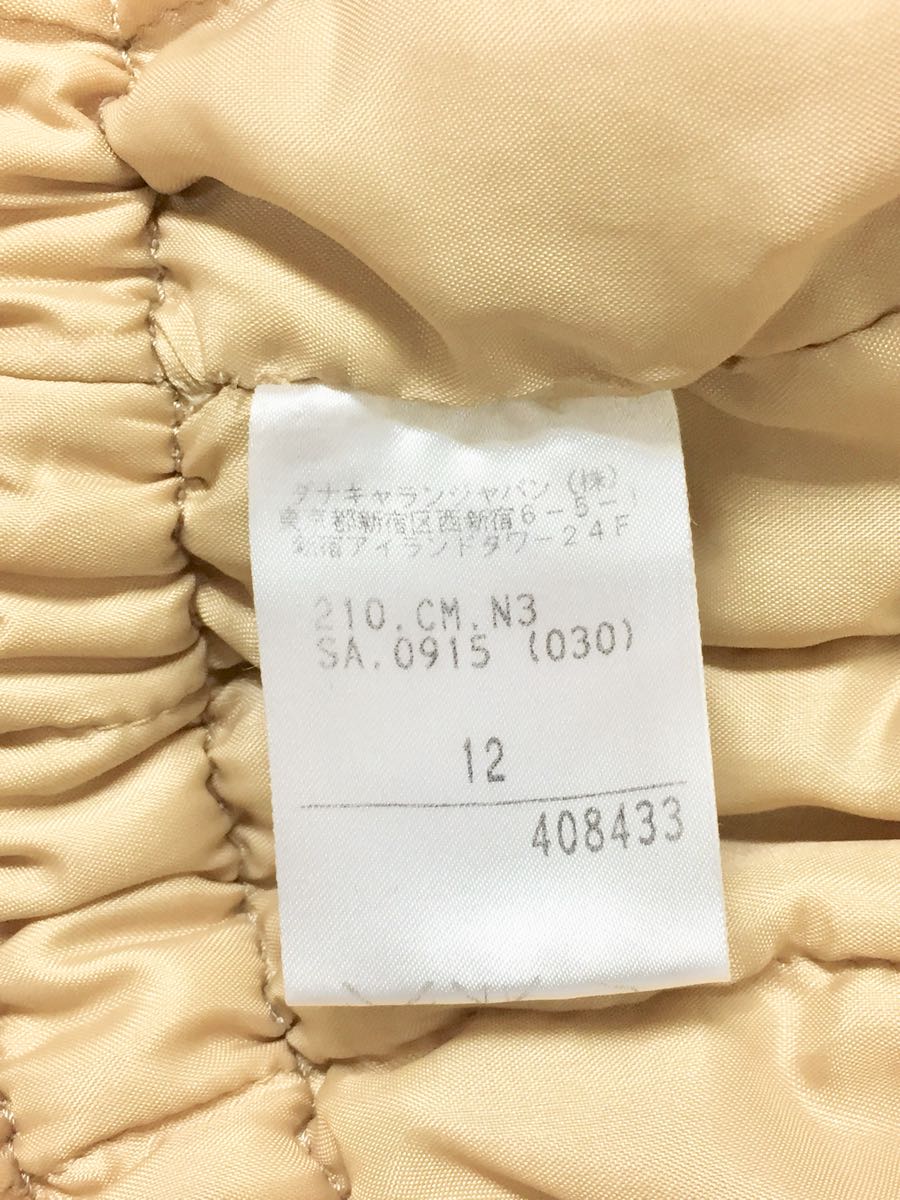 ダナキャランジャパン (株)
東京都新宿区西新宿6-5-1
新宿アイランドタワー24F
210.CM.N3
SA.0915 (030)
12
408433